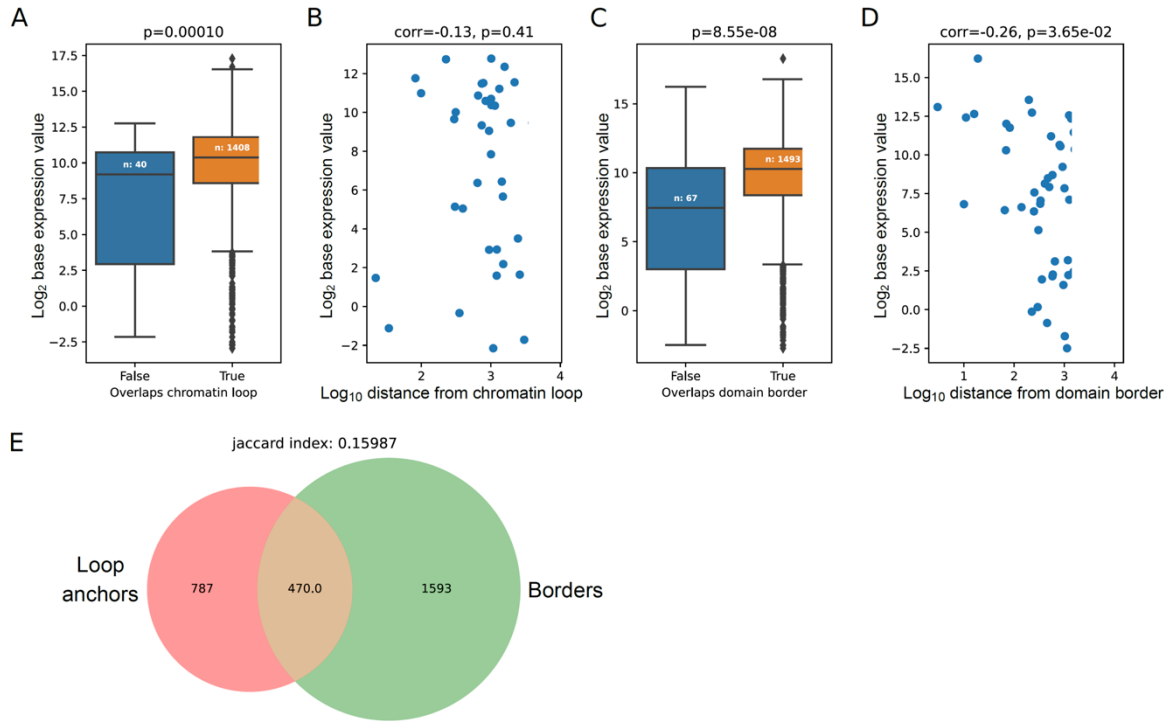 A
p=0.00010
Log2 base expression value
17.5
15.0
12.5
10.0
7.5
5.0
2.5
0.0
−2.5
n: 40
n: 1408
False
True
Overlaps chromatin loop
B
corr=-0.13, p=0.41
Log2 base expression value
12
10
8
6
4
2
0
−2
2
3
4
Log10 distance from chromatin loop
C
p=8.55e-08
Log2 base expression value
15
10
5
0
n: 67
n: 1493
False
True
Overlaps domain border
D
corr=-0.26, p=3.65e-02
Log2 base expression value
15.0
12.5
10.0
7.5
5.0
2.5
0.0
−2.5
1
2
3
4
Log10 distance from domain border
E
jaccard index: 0.15987
Loop
anchors
787
470.0
1593
Borders